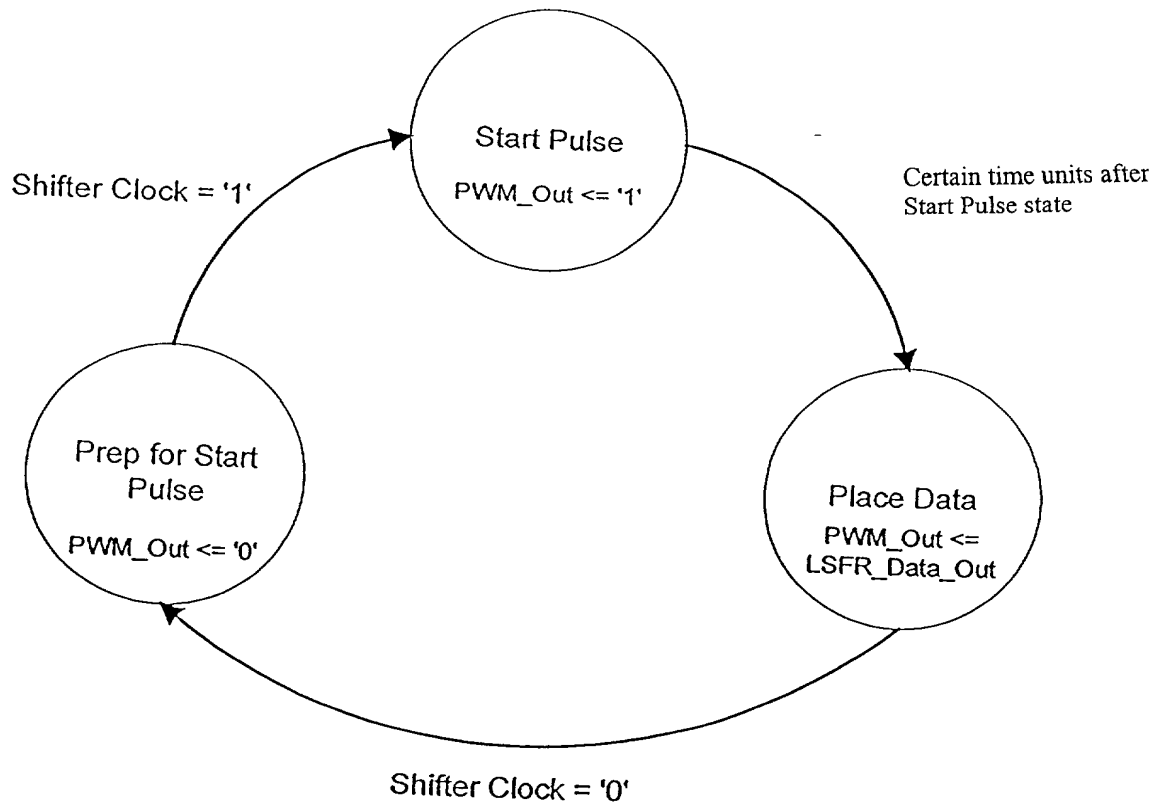 Start Pulse
PWM_Out <= '1'
Shifter Clock = '1'
Certain time units after
Start Pulse state
Prep for Start
Pulse
PWM_Out <= '0'
Place Data
PWM_Out <=
LSFR_Data_Out
Shifter Clock = '0'